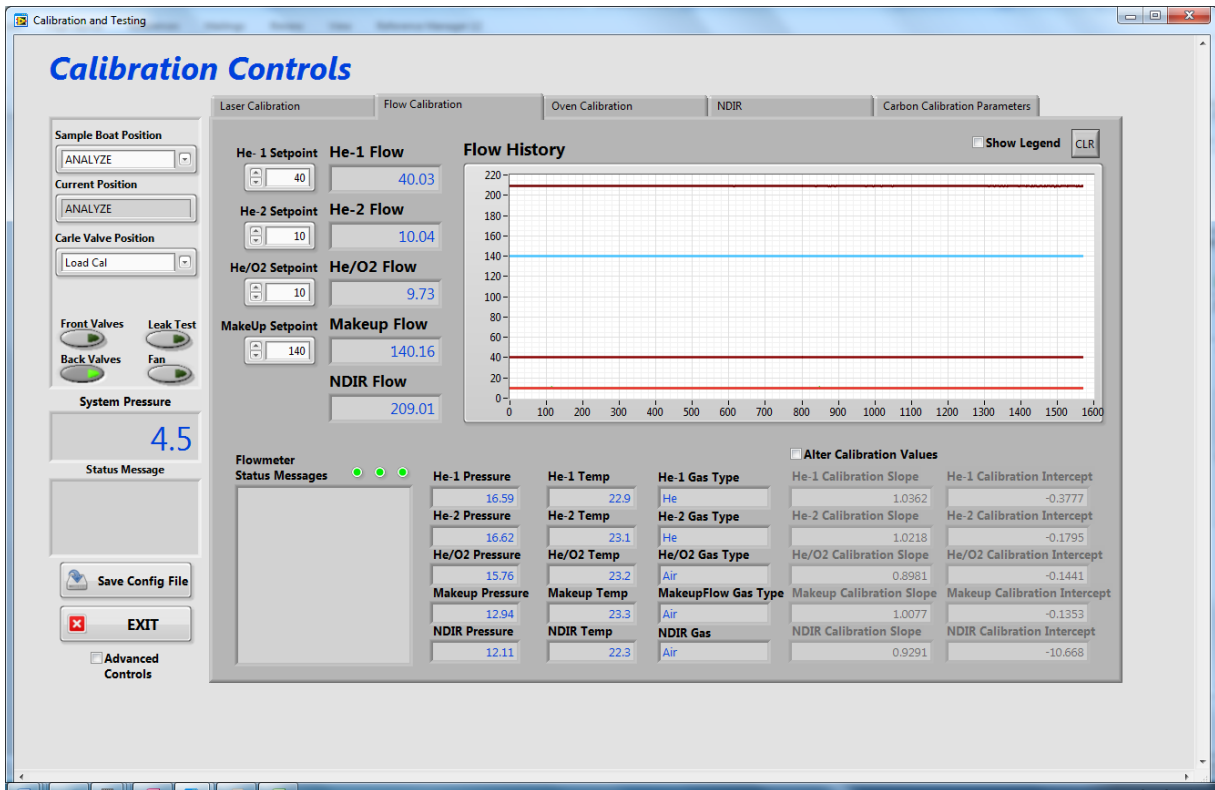 Calibration and Testing
Calibration Controls
Laser Calibration
Flow Calibration
Oven Calibration
NDIR
Carbon Calibration Parameters
Sample Boat Position
ANALYZE
Current Position
ANALYZE
Carle Valve Position
Load Cal
Front Valves
Leak Test
Back Valves
Fan
System Pressure
4.5
Status Message
Save Config File
EXIT
Advanced
Controls
He- 1 Setpoint
He-1 Flow
40
40.03
He-2 Setpoint
He-2 Flow
10
10.04
He/O2 Setpoint
He/O2 Flow
10
9.73
MakeUp Setpoint
Makeup Flow
140
140.16
NDIR Flow
209.01
Flow History
Show Legend
CLR
220
200
180
160
140
120
100
80
60
40
20
0
0 100 200 300 400 500 600 700 800 900 1000 1100 1200 1300 1400 1500 1600
Flowmeter
Status Messages
Alter Calibration Values
He-1 Pressure He-1 Temp He-1 Gas Type He-1 Calibration Slope He-1 Calibration Intercept
16.59 22.9 He 1.0362 -0.3777
He-2 Pressure He-2 Temp He-2 Gas Type He-2 Calibration Slope He-2 Calibration Intercept
16.62 23.1 He 1.0218 -0.1795
He/O2 Pressure He/O2 Temp He/O2 Gas Type He/O2 Calibration Slope He/O2 Calibration Intercept
15.76 23.2 Air 0.8981 -0.1441
Makeup Pressure Makeup Temp MakeupFlow Gas Type Makeup Calibration Slope Makeup Calibration Intercept
12.94 23.3 Air 1.0077 -0.1353
NDIR Pressure NDIR Temp NDIR Gas NDIR Calibration Slope NDIR Calibration Intercept
12.11 22.3 Air 0.9291 -10.668